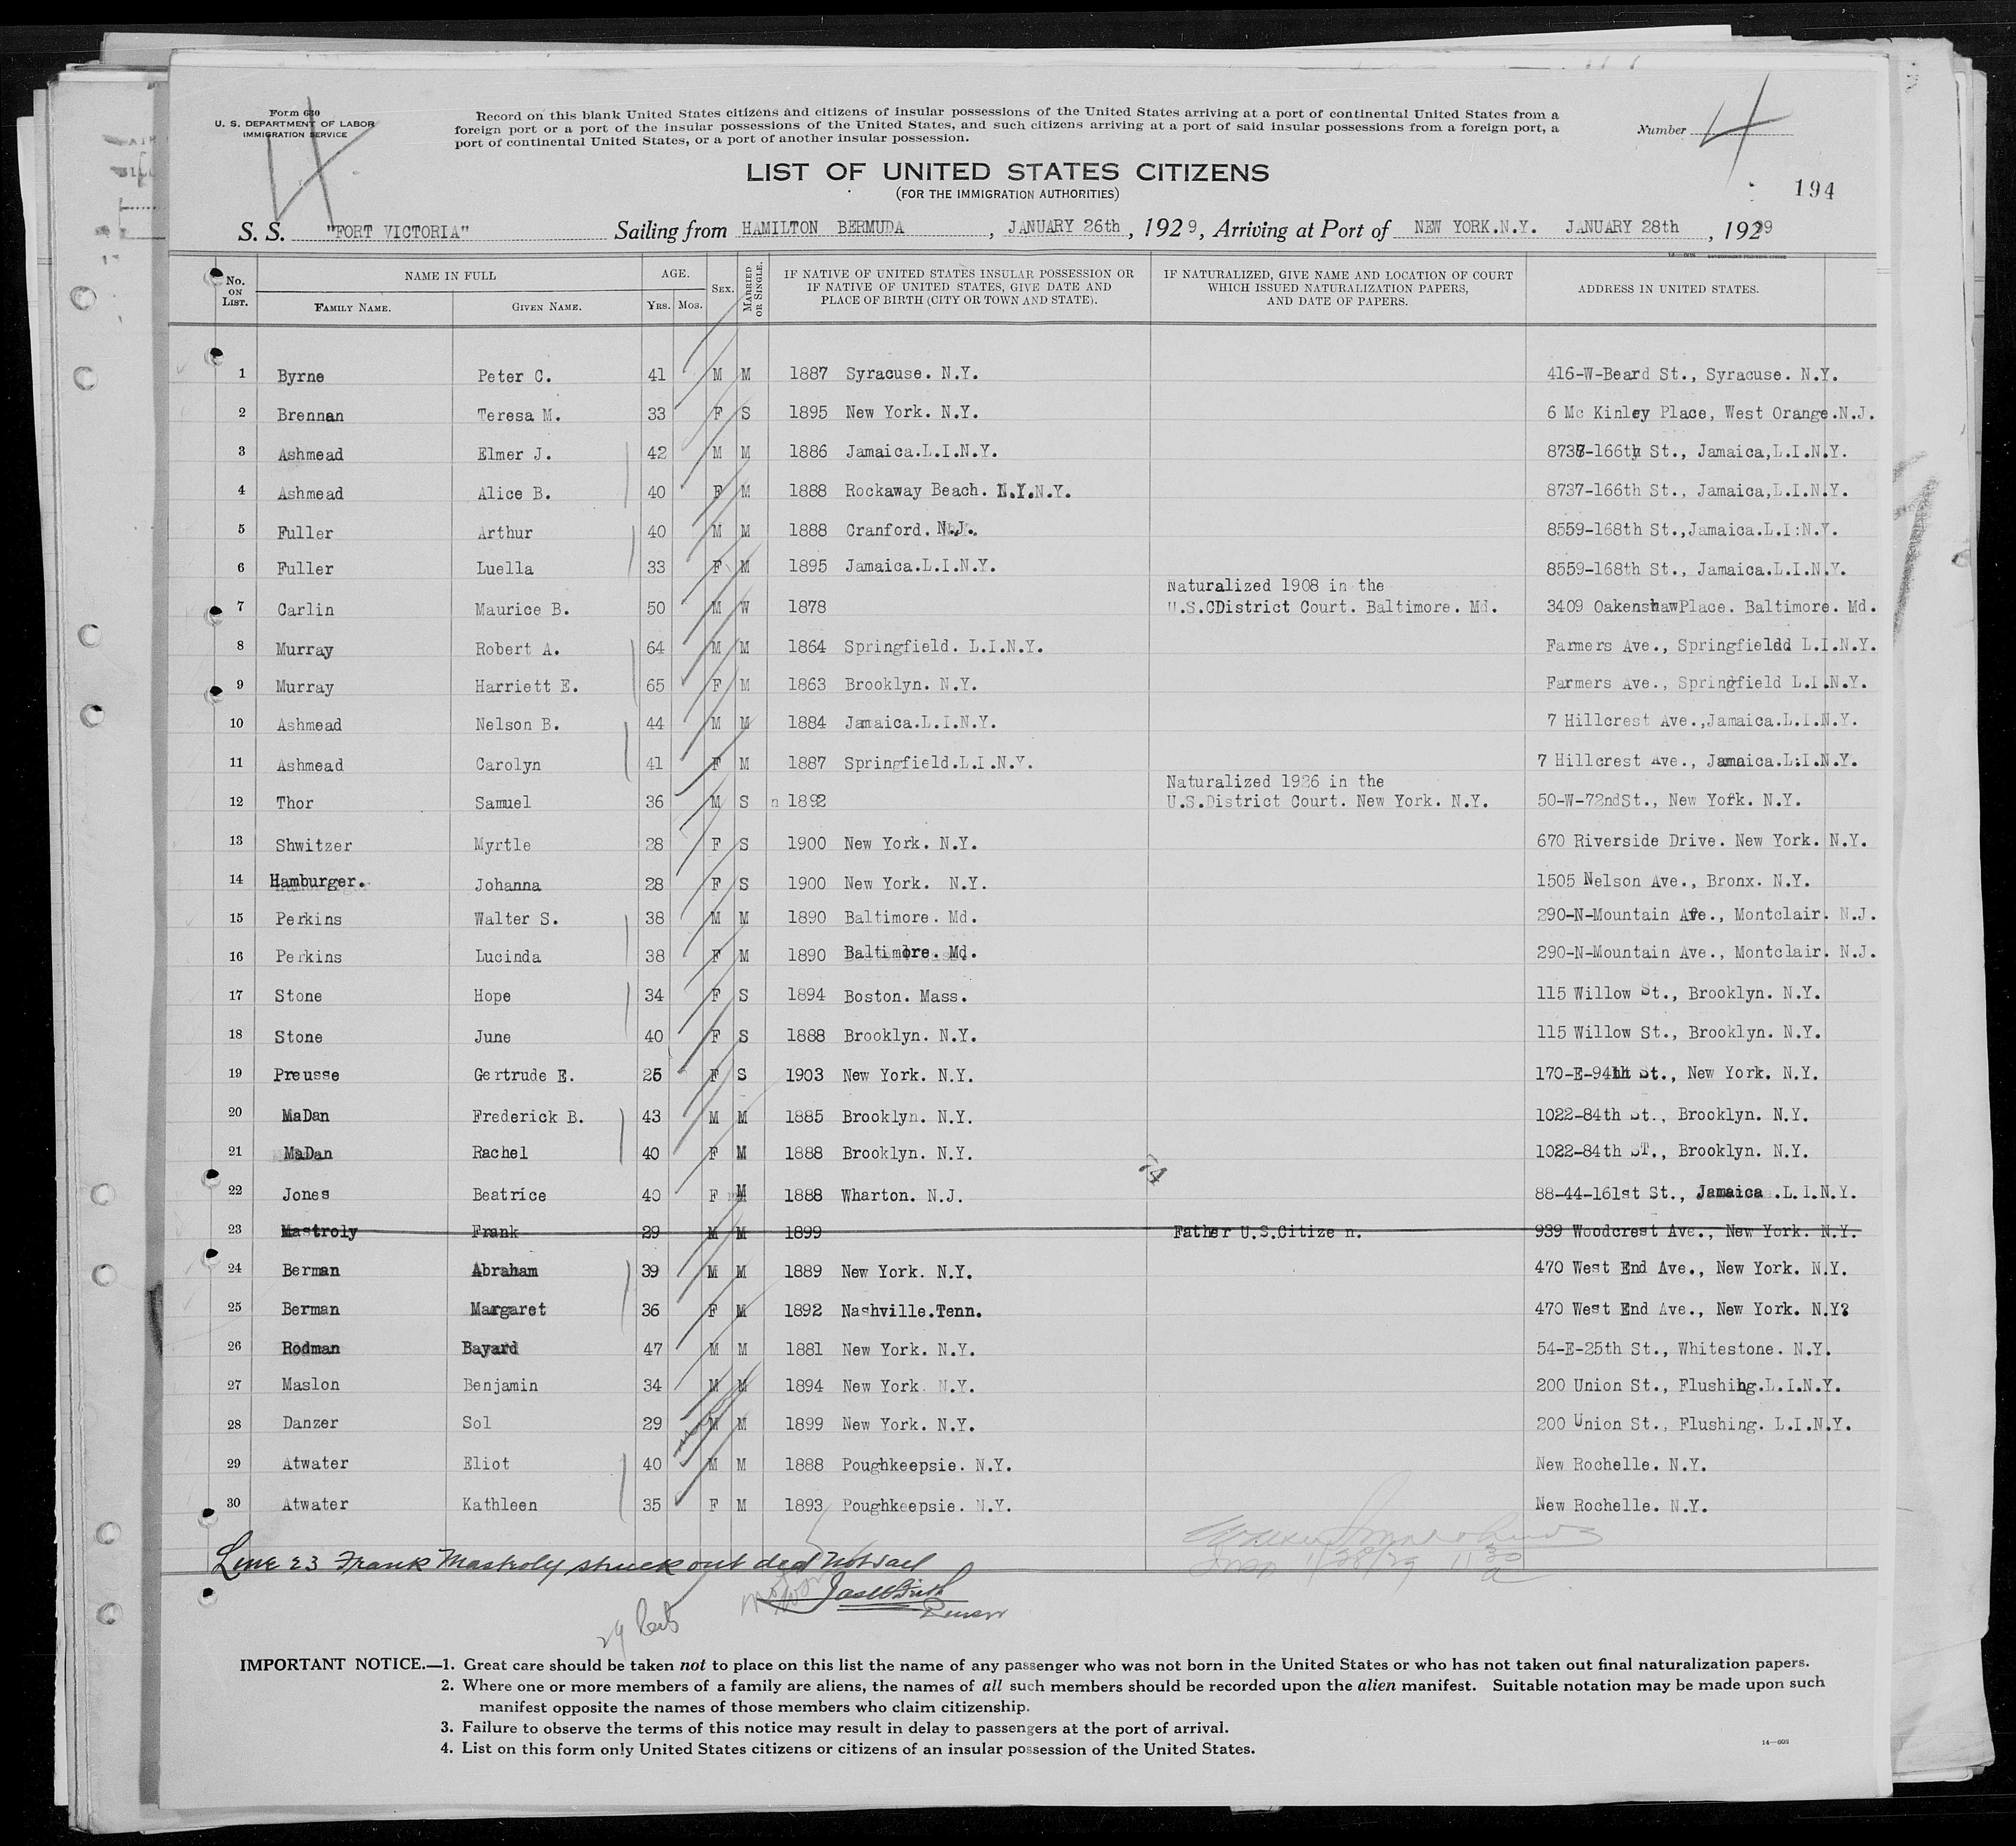 Form 630
U. S. DEPARTMENT OF LABOR
IMMIGRATION SERVICE
Record on this blank United States citizens and citizens of insular possessions of the United States arriving at a port of continental United States from a
foreign port or a port of the insular possessions of the United States, and such citizens arriving at a port of said insular possessions from a foreign port, a
port of continental United States, or a port of another insular possession.
Number 4
194
LIST OF UNITED STATES CITIZENS
(FOR THE IMMIGRATION AUTHORITIES)
S. S. "FORT VICTORIA" Sailing from HAMILTON BERMUDA, JANUARY 26th, 1929, Arriving at Port of NEW YORK.N.Y. JANUARY 28th, 1929
No. ON LIST. NAME IN FULL FAMILY NAME. GIVEN NAME. AGE. YRS. MOS. SEX. MARRIED OR SINGLE. IF NATIVE OF UNITED STATES INSULAR POSSESSION OR IF NATIVE OF UNITED STATES, GIVE DATE AND PLACE OF BIRTH (CITY OR TOWN AND STATE). IF NATURALIZED, GIVE NAME AND LOCATION OF COURT WHICH ISSUED NATURALIZATION PAPERS, AND DATE OF PAPERS. ADDRESS IN UNITED STATES.
1 Byrne Peter C. 41 M M 1887 Syracuse. N.Y. 416-W-Beard St., Syracuse. N.Y.
2 Brennan Teresa M. 33 F S 1895 New York. N.Y. 6 Mc Kinley Place, West Orange.N.J.
3 Ashmead Elmer J. 42 M M 1886 Jamaica.L.I.N.Y. 8737-166th St., Jamaica,L.I.N.Y.
4 Ashmead Alice B. 40 F M 1888 Rockaway Beach. N.Y.N.Y. 8737-166th St., Jamaica,L.I.N.Y.
5 Fuller Arthur 40 M M 1888 Cranford. N.J. 8559-168th St.,Jamaica.L.I:N.Y.
6 Fuller Luella 33 F M 1895 Jamaica.L.I.N.Y. 8559-168th St., Jamaica.L.I.N.Y.
Naturalized 1908 in the
7 Carlin Maurice B. 50 M W 1878 U.S.CDistrict Court. Baltimore. Md. 3409 OakenshawPlace. Baltimore. Md.
8 Murray Robert A. 64 M M 1864 Springfield. L.I.N.Y. Farmers Ave., Springfieldd L.I.N.Y.
9 Murray Harriett E. 65 F M 1863 Brooklyn. N.Y. Farmers Ave., Springfield L.I.N.Y.
10 Ashmead Nelson B. 44 M M 1884 Jamaica.L.I.N.Y. 7 Hillcrest Ave.,Jamaica.L.I.N.Y.
11 Ashmead Carolyn 41 F M 1887 Springfield.L.I.N.Y. 7 Hillcrest Ave., Jamaica.L:I.N.Y.
Naturalized 1926 in the
12 Thor Samuel 36 M S n 1892 U.S.District Court. New York. N.Y. 50-W-72ndSt., New York. N.Y.
13 Shwitzer Myrtle 28 F S 1900 New York. N.Y. 670 Riverside Drive. New York. N.Y.
14 Hamburger. Johanna 28 F S 1900 New York. N.Y. 1505 Nelson Ave., Bronx. N.Y.
15 Perkins Walter S. 38 M M 1890 Baltimore. Md. 290-N-Mountain Ave., Montclair. N.J.
16 Perkins Lucinda 38 F M 1890 Baltimore. Md. 290-N-Mountain Ave., Montclair. N.J.
17 Stone Hope 34 F S 1894 Boston. Mass. 115 Willow St., Brooklyn. N.Y.
18 Stone June 40 F S 1888 Brooklyn. N.Y. 115 Willow St., Brooklyn. N.Y.
19 Preusse Gertrude E. 25 F S 1903 New York. N.Y. 170-E-94th St., New York. N.Y.
20 MaDan Frederick B. 43 M M 1885 Brooklyn. N.Y. 1022-84th St., Brooklyn. N.Y.
21 MaDan Rachel 40 F M 1888 Brooklyn. N.Y. 1022-84th ST., Brooklyn. N.Y.
22 Jones Beatrice 40 F M 1888 Wharton. N.J. 88-44-161st St., Jamaica.L.I.N.Y.
23 Mastroly Frank 29 M M 1899 Father U.S.Citize n. 939 Woodcrest Ave., New York. N.Y.
24 Berman Abraham 39 M M 1889 New York. N.Y. 470 West End Ave., New York. N.Y.
25 Berman Margaret 36 F M 1892 Nashville.Tenn. 470 West End Ave., New York. N.Y?
26 Rodman Bayard 47 M M 1881 New York. N.Y. 54-E-25th St., Whitestone. N.Y.
27 Maslon Benjamin 34 M M 1894 New York. N.Y. 200 Union St., Flushing.L.I.N.Y.
28 Danzer Sol 29 M M 1899 New York. N.Y. 200 Union St., Flushing. L.I.N.Y.
29 Atwater Eliot 40 M M 1888 Poughkeepsie. N.Y. New Rochelle. N.Y.
30 Atwater Kathleen 35 F M 1893 Poughkeepsie. N.Y. New Rochelle. N.Y.
Line 23 Frank Mastroly struck out did not sail
1/28/29 11 30 a
Purser
29
IMPORTANT NOTICE.—1. Great care should be taken not to place on this list the name of any passenger who was not born in the United States or who has not taken out final naturalization papers.
2. Where one or more members of a family are aliens, the names of all such members should be recorded upon the alien manifest. Suitable notation may be made upon such
manifest opposite the names of those members who claim citizenship.
3. Failure to observe the terms of this notice may result in delay to passengers at the port of arrival.
4. List on this form only United States citizens or citizens of an insular possession of the United States.
14—608